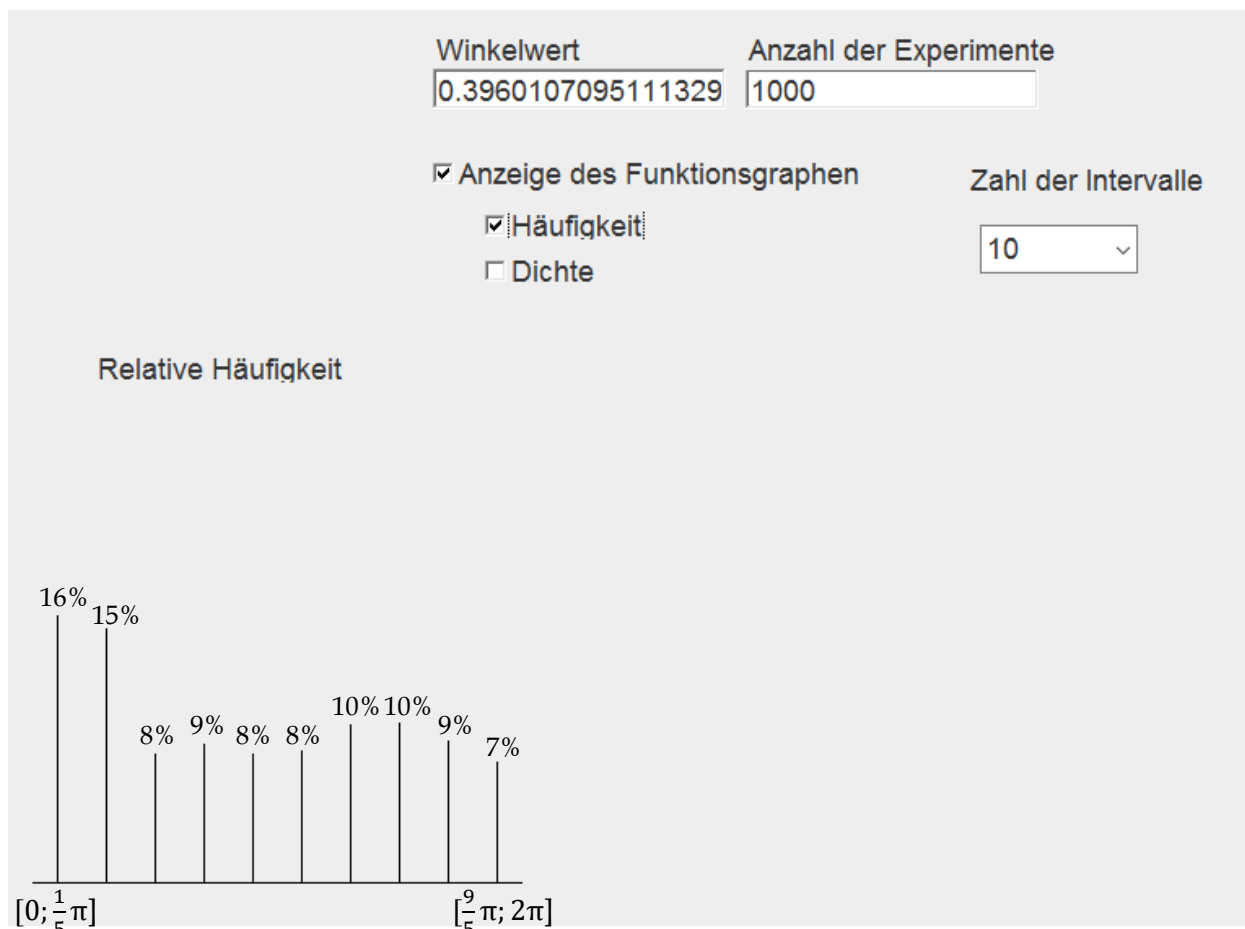 Winkelwert Anzahl der Experimente
0.3960107095111329 1000
Anzeige des Funktionsgraphen
Zahl der Intervalle
Häufigkeit
10
Dichte
Relative Häufigkeit
16% 15% 8% 9% 8% 8% 10% 10% 9% 7%
[0; 1/5 π] [9/5 π; 2π]